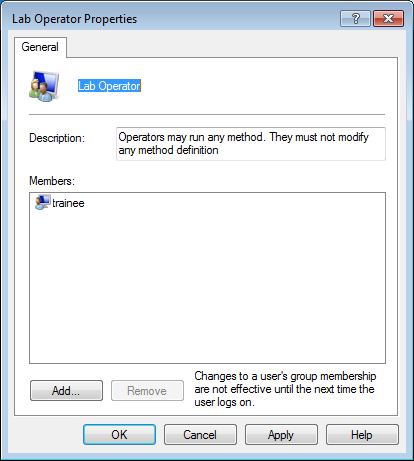 Lab Operator Properties
General
Lab Operator
Description:
Operators may run any method. They must not modify
any method definition
Members:
trainee
Add...
Remove
Changes to a user's group membership
are not effective until the next time the
user logs on.
OK
Cancel
Apply
Help